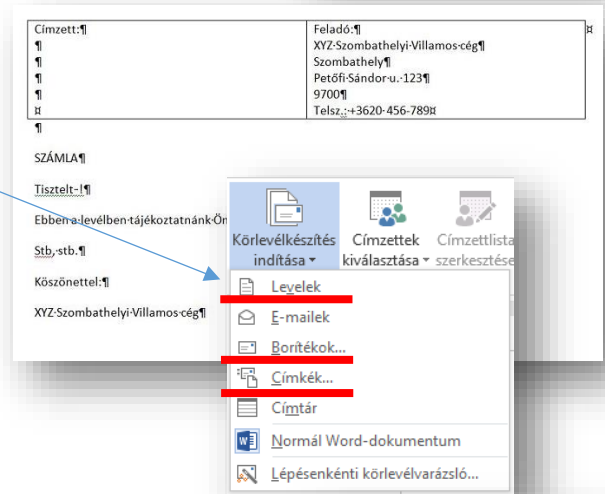 Címzett:¶
¶
¶
¶
¶
¤
Feladó:¶
XYZ·Szombathelyi·Villamos·cég¶
Szombathely¶
Petőfi·Sándor·u.·123¶
9700¶
Telsz.:·+3620·456-789¤
¤
¶
SZÁMLA¶
Tisztelt·-!¶
Ebben·a·levélben·tájékoztatnánk·Ön
Stb,·stb.¶
Köszönettel:¶
XYZ·Szombathelyi·Villamos·cég¶
Körlevélkészítés
indítása
Címzettek
kiválasztása
Címzettlista
szerkesztése
Levelek
E-mailek
Borítékok...
Címkék...
Címtár
Normál Word-dokumentum
Lépésenkénti körlevélvarázsló...